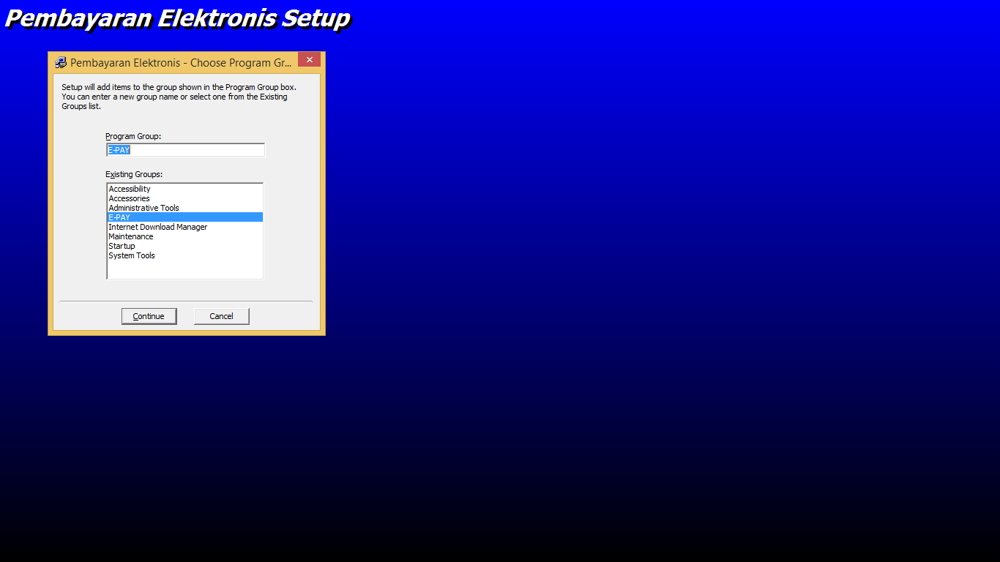 Pembayaran Elektronis Setup
Pembayaran Elektronis - Choose Program Gr...
Setup will add items to the group shown in the Program Group box.
You can enter a new group name or select one from the Existing
Groups list.
Program Group:
E-PAY
Existing Groups:
Accessibility
Accessories
Administrative Tools
E-PAY
Internet Download Manager
Maintenance
Startup
System Tools
Continue
Cancel